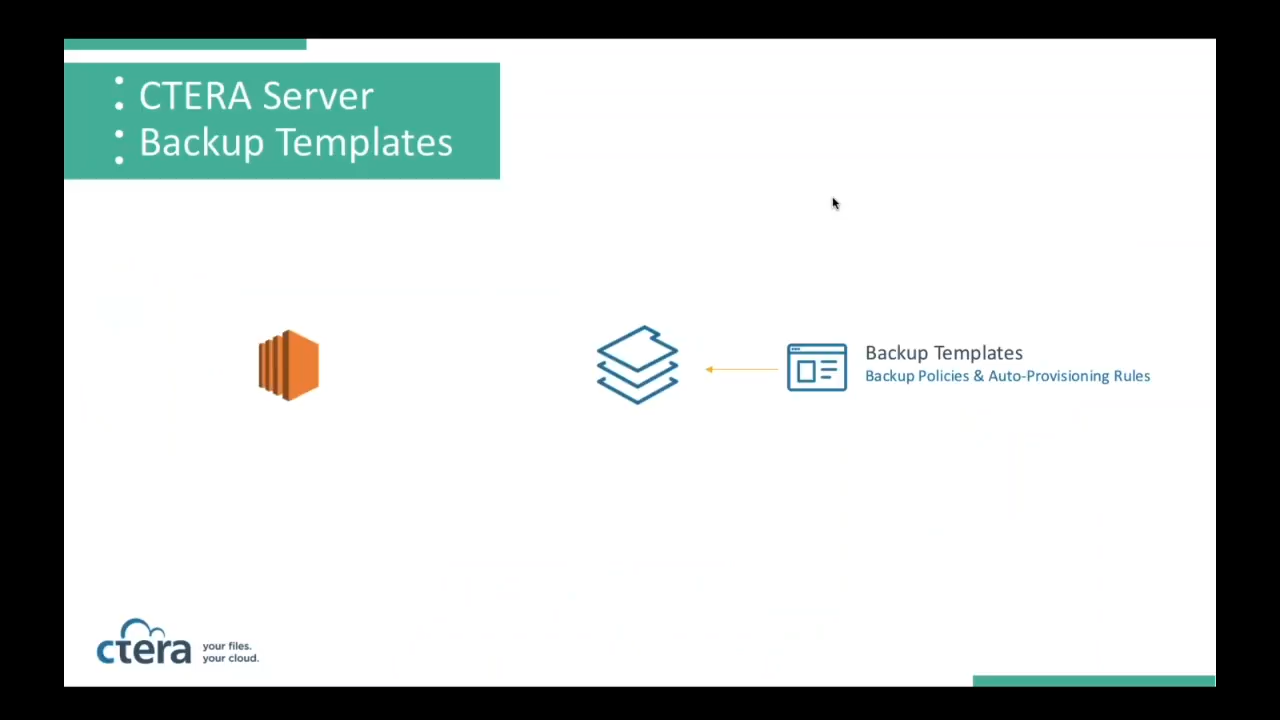 CTERA Server
Backup Templates
Backup Templates
Backup Policies & Auto-Provisioning Rules
ctera
your files.
your cloud.